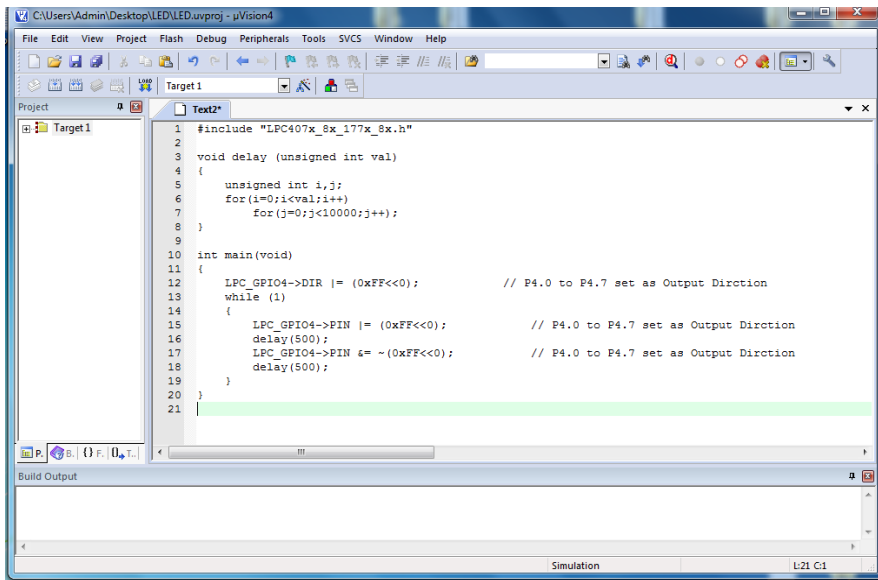 C:\Users\Admin\Desktop\LED\LED.uvproj - µVision4
File Edit View Project Flash Debug Peripherals Tools SVCS Window Help
LOAD Target 1
Project
Text2*
Target 1
1 #include "LPC407x_8x_177x_8x.h"
2
3 void delay (unsigned int val)
4 {
5 unsigned int i,j;
6 for(i=0;i<val;i++)
7 for(j=0;j<10000;j++);
8 }
9
10 int main(void)
11 {
12 LPC_GPIO4->DIR |= (0xFF<<0); // P4.0 to P4.7 set as Output Dirction
13 while (1)
14 {
15 LPC_GPIO4->PIN |= (0xFF<<0); // P4.0 to P4.7 set as Output Dirction
16 delay(500);
17 LPC_GPIO4->PIN &= ~(0xFF<<0); // P4.0 to P4.7 set as Output Dirction
18 delay(500);
19 }
20 }
21
P. B. {} F. 0 T..
Build Output
Simulation L:21 C:1